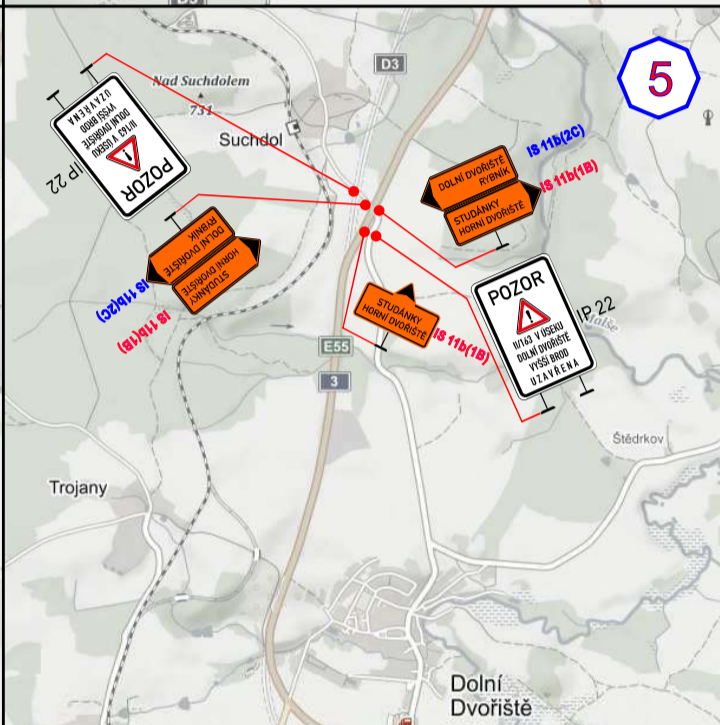 D3
5
Nad Suchdolem
731
Suchdol
POZOR
II/163 V ÚSEKU
DOLNÍ DVOŘIŠTĚ
VYŠŠÍ BROD
UZAVŘENA
IP 22
DOLNÍ DVOŘIŠTĚ
RYBNÍK
STUDÁNKY
HORNÍ DVOŘIŠTĚ
IS 11b(2C)
IS 11b(1B)
DOLNÍ DVOŘIŠTĚ
RYBNÍK
STUDÁNKY
HORNÍ DVOŘIŠTĚ
IS 11b(2C)
IS 11b(1B)
STUDÁNKY
HORNÍ DVOŘIŠTĚ
IS 11b(1B)
POZOR
II/163 V ÚSEKU
DOLNÍ DVOŘIŠTĚ
VYŠŠÍ BROD
UZAVŘENA
IP 22
E55
3
Štědrkov
Trojany
Dolní
Dvořiště